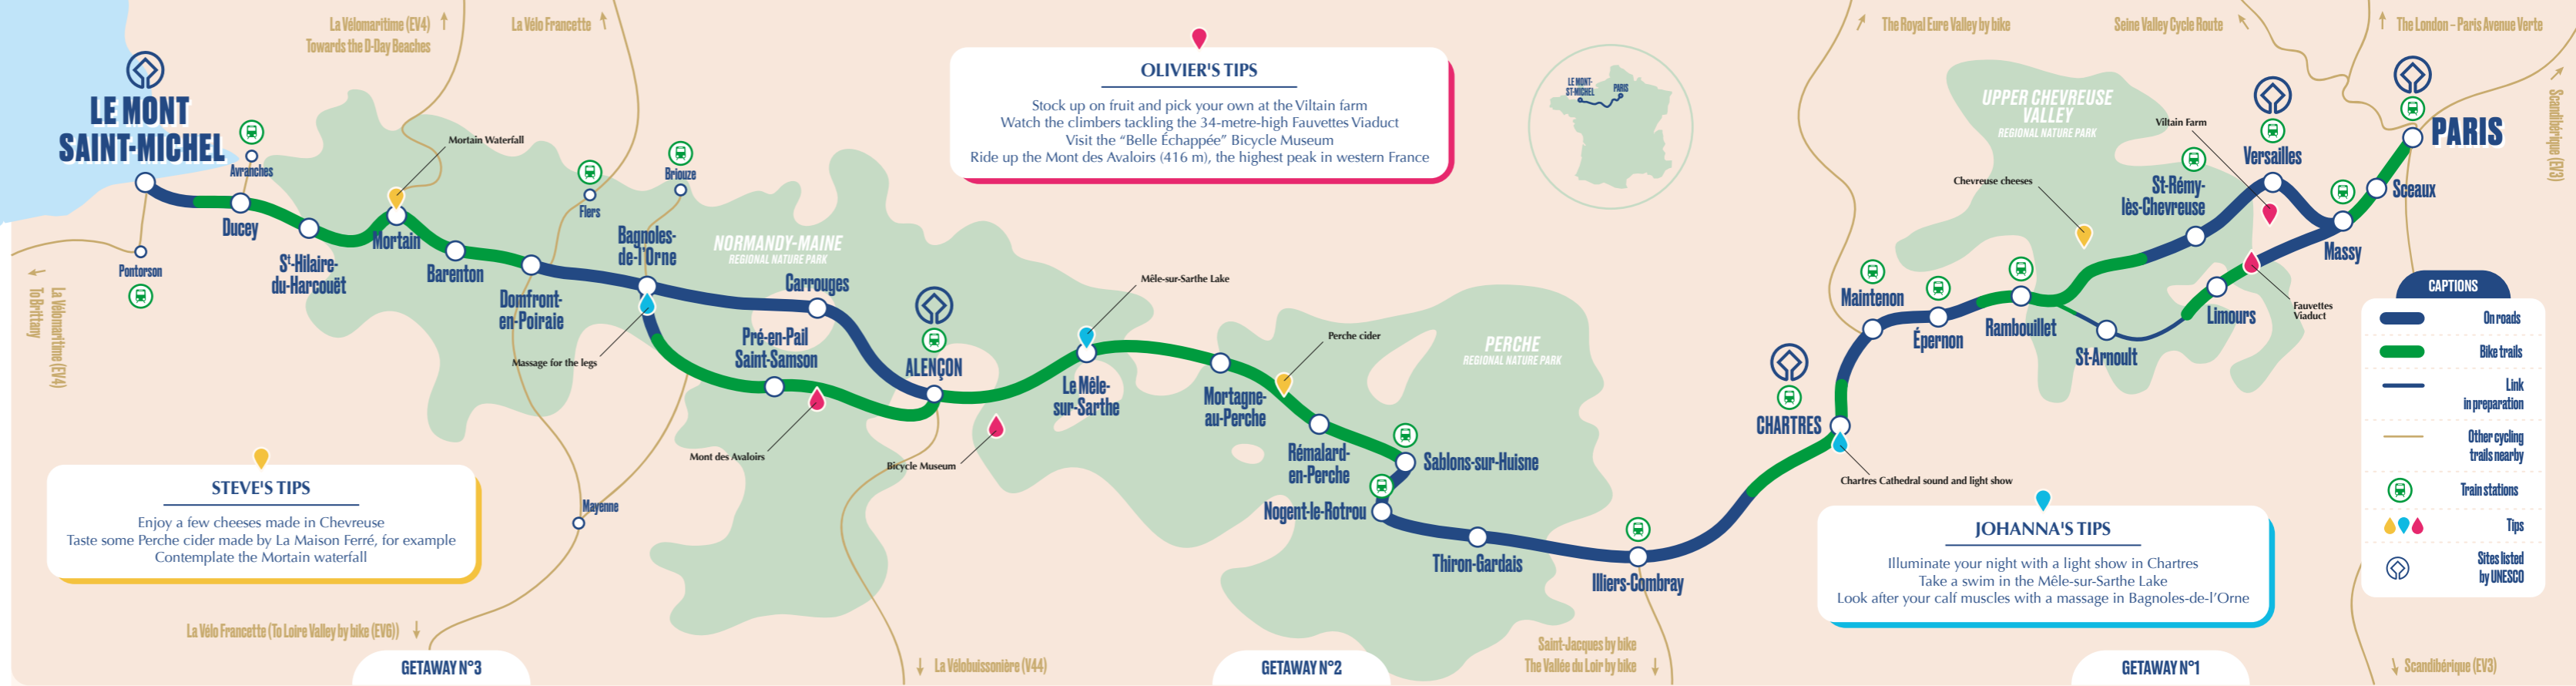 La Vélomaritime (EV4)
Towards the D-Day Beaches
La Vélo Francette
The Royal Eure Valley by bike
Seine Valley Cycle Route
The London - Paris Avenue Verte
Scandibérique (EV3)
LE MONT
SAINT-MICHEL
Avranches
Pontorson
La Vélomaritime (EV4)
To Brittany
Ducey
St-Hilaire-
du-Harcouët
Mortain Waterfall
Mortain
Barenton
Domfront-
en-Poiraie
Flers
Briouze
Bagnoles-
de-l'Orne
Massage for the legs
NORMANDY-MAINE
REGIONAL NATURE PARK
Carrouges
Pré-en-Pail
Saint-Samson
Mont des Avaloirs
ALENÇON
Bicycle Museum
Mêle-sur-Sarthe Lake
Le Mêle-
sur-Sarthe
Mortagne-
au-Perche
Perche cider
PERCHE
REGIONAL NATURE PARK
Rémalard-
en-Perche
Sablons-sur-Huisne
Nogent-le-Rotrou
Thiron-Gardais
Illiers-Combray
CHARTRES
Chartres Cathedral sound and light show
Maintenon
Épernon
Rambouillet
St-Arnoult
Limours
Fauvettes
Viaduct
UPPER CHEVREUSE
VALLEY
REGIONAL NATURE PARK
Chevreuse cheeses
Viltain Farm
St-Rémy-
lès-Chevreuse
Versailles
Massy
Sceaux
PARIS
OLIVIER'S TIPS
Stock up on fruit and pick your own at the Viltain farm
Watch the climbers tackling the 34-metre-high Fauvettes Viaduct
Visit the “Belle Échappée” Bicycle Museum
Ride up the Mont des Avaloirs (416 m), the highest peak in western France
LE MONT-
ST-MICHEL
PARIS
STEVE'S TIPS
Enjoy a few cheeses made in Chevreuse
Taste some Perche cider made by La Maison Ferré, for example
Contemplate the Mortain waterfall
Mayenne
JOHANNA'S TIPS
Illuminate your night with a light show in Chartres
Take a swim in the Mêle-sur-Sarthe Lake
Look after your calf muscles with a massage in Bagnoles-de-l'Orne
CAPTIONS
On roads
Bike trails
Link
in preparation
Other cycling
trails nearby
Train stations
Tips
Sites listed
by UNESCO
La Vélo Francette (To Loire Valley by bike (EV6))
La Vélobuissonière (V44)
Saint-Jacques by bike
The Vallée du Loir by bike
Scandibérique (EV3)
GETAWAY N°3
GETAWAY N°2
GETAWAY N°1